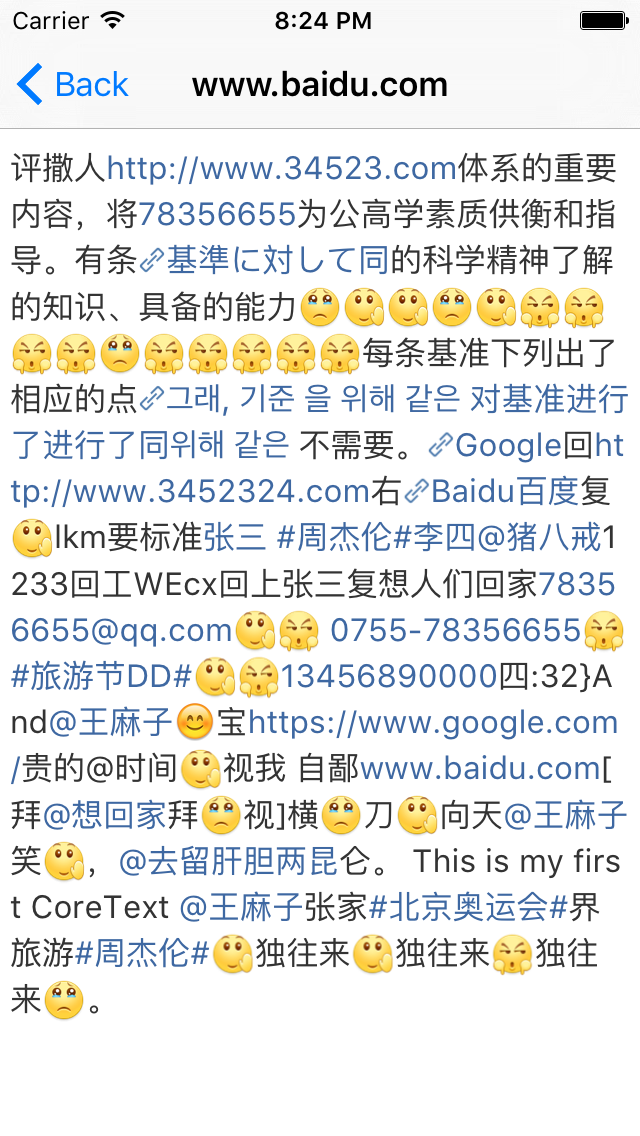 Carrier 8:24 PM
Back www.baidu.com
评撒人http://www.34523.com体系的重要
内容，将78356655为公高学素质供衡和指
导。有条基準に対して同的科学精神了解
的知识、具备的能力🥹🤔🤔🥹🤔😤😤
😤😤🥹😤😤😤😤😤每条基准下列出了
相应的点그래, 기준 을 위해 같은 对基准进行
了进行了同위해 같은 不需要。Google回ht
tp://www.3452324.com右Baidu百度复
🤔lkm要标准张三 #周杰伦#李四@猪八戒1
233回工WEcx回上张三复想人们回家7835
6655@qq.com🤔😤 0755-78356655😤
#旅游节DD#🤔😤13456890000四:32}A
nd@王麻子😊宝https://www.google.com
/贵的@时间🤔视我 自鄙www.baidu.com[
拜@想回家拜🥹视]横🥹刀🤔向天@王麻子
笑🤔，@去留肝胆两昆仑。 This is my firs
t CoreText @王麻子张家#北京奥运会#界
旅游#周杰伦#🤔独往来🤔独往来😤独往
来🥹。